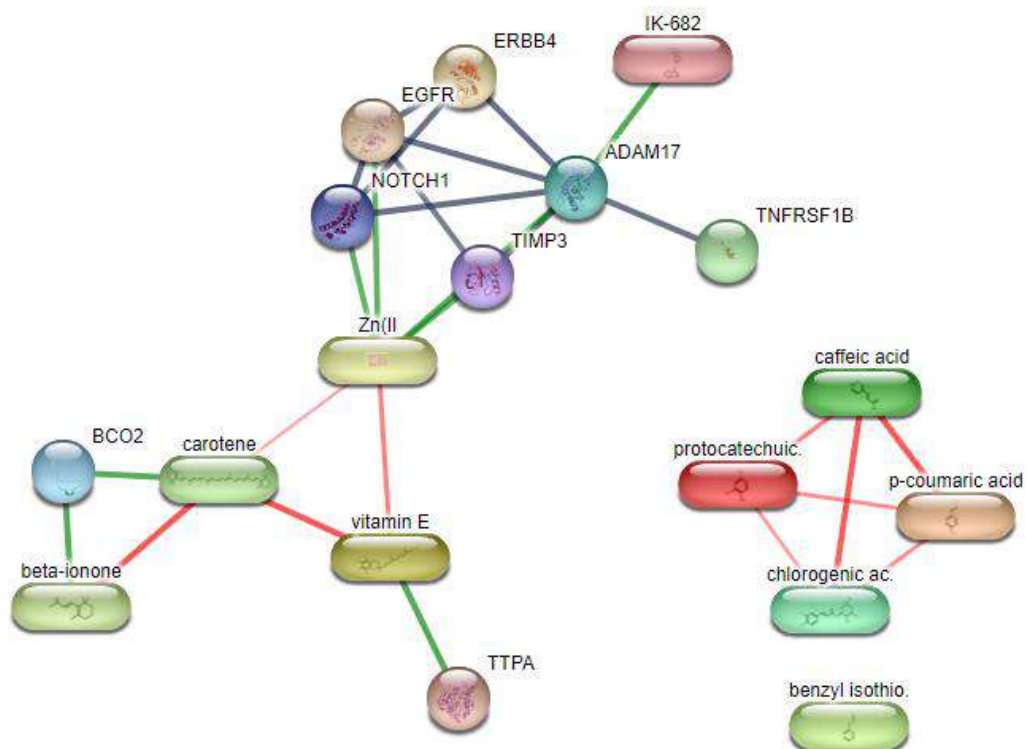 IK-682
ERBB4
EGFR
ADAM17
NOTCH1
TNFRSF1B
TIMP3
Zn(II
caffeic acid
BCO2
carotene
protocatechuic.
p-coumaric acid
vitamin E
beta-ionone
chlorogenic ac.
TTPA
benzyl isothio.